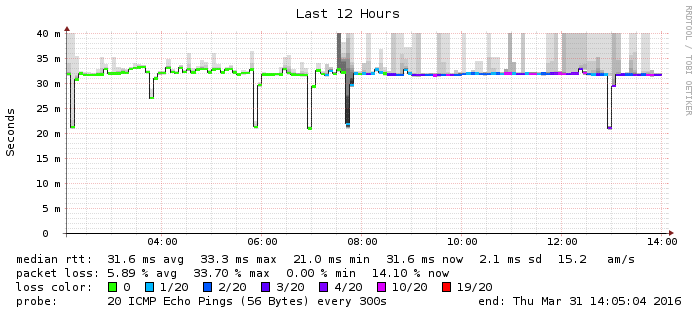 Last 12 Hours
RRDTOOL / TOBI OETIKER
Seconds
40 m
35 m
30 m
25 m
20 m
15 m
10 m
5 m
0
04:00 06:00 08:00 10:00 12:00 14:00
median rtt: 31.6 ms avg 33.3 ms max 21.0 ms min 31.6 ms now 2.1 ms sd 15.2 am/s
packet loss: 5.89 % avg 33.70 % max 0.00 % min 14.10 % now
loss color: 0 1/20 2/20 3/20 4/20 10/20 19/20
probe: 20 ICMP Echo Pings (56 Bytes) every 300s end: Thu Mar 31 14:05:04 2016